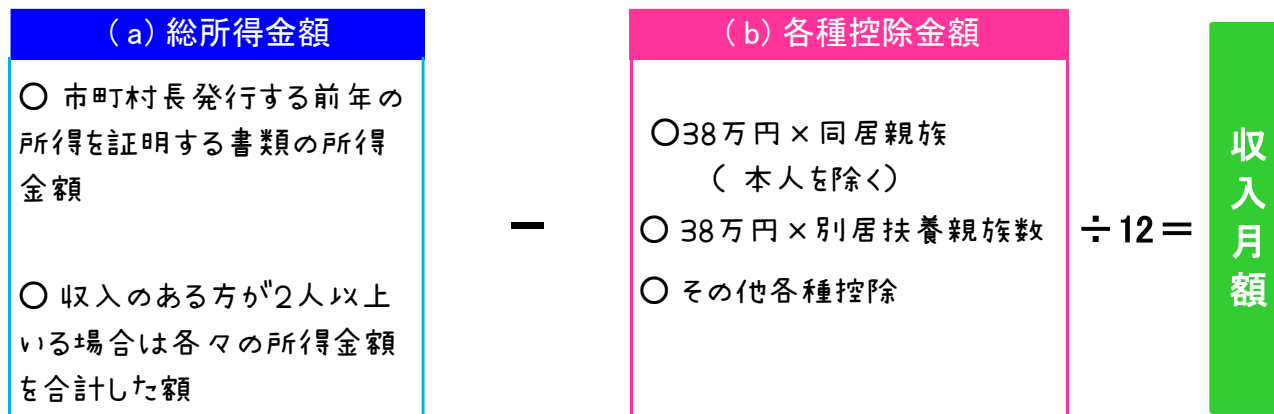 (a)総所得金額
○ 市町村長発行する前年の
所得を証明する書類の所得
金額
○ 収入のある方が2人以上
いる場合は各々の所得金額
を合計した額
－
(b)各種控除金額
○38万円×同居親族
( 本人を除く)
○ 38万円×別居扶養親族数
○ その他各種控除
÷12＝
収入月額